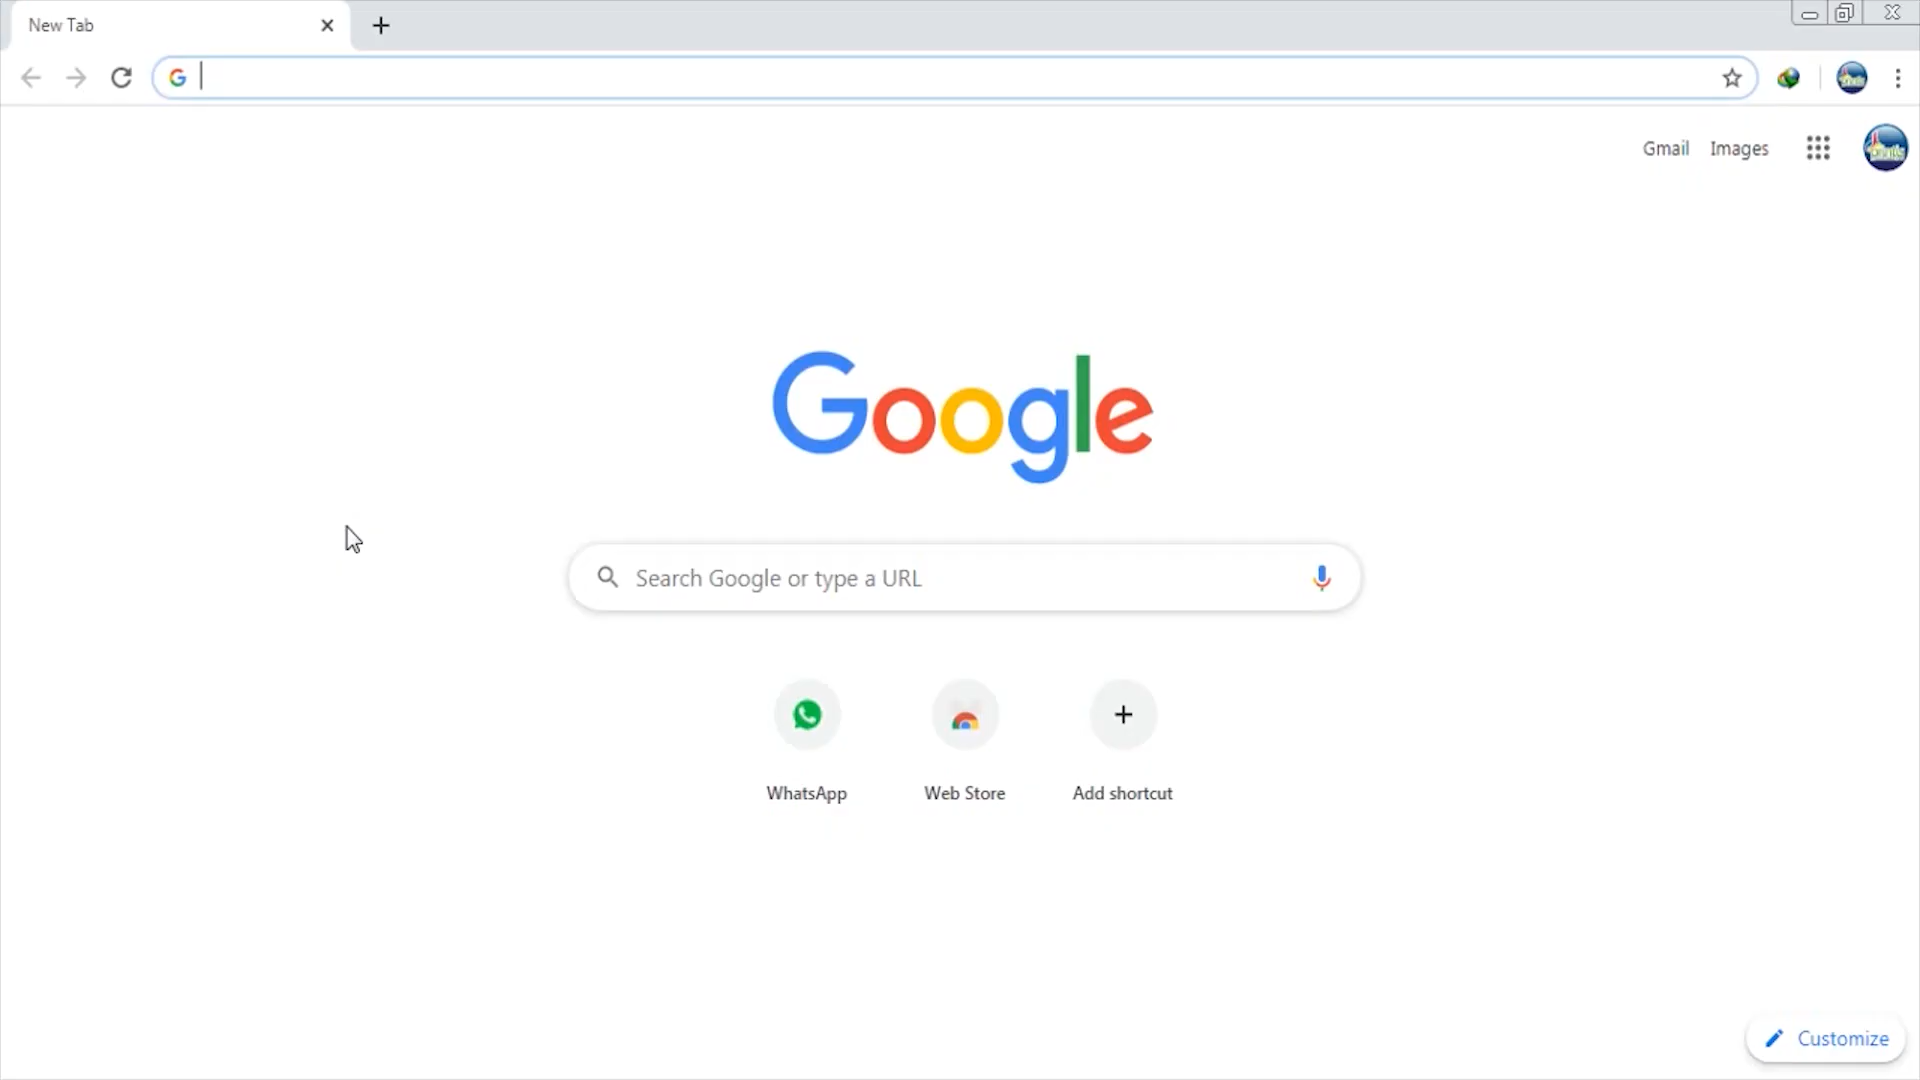 New Tab
Gmail Images
Google
Search Google or type a URL
WhatsApp Web Store Add shortcut
Customize